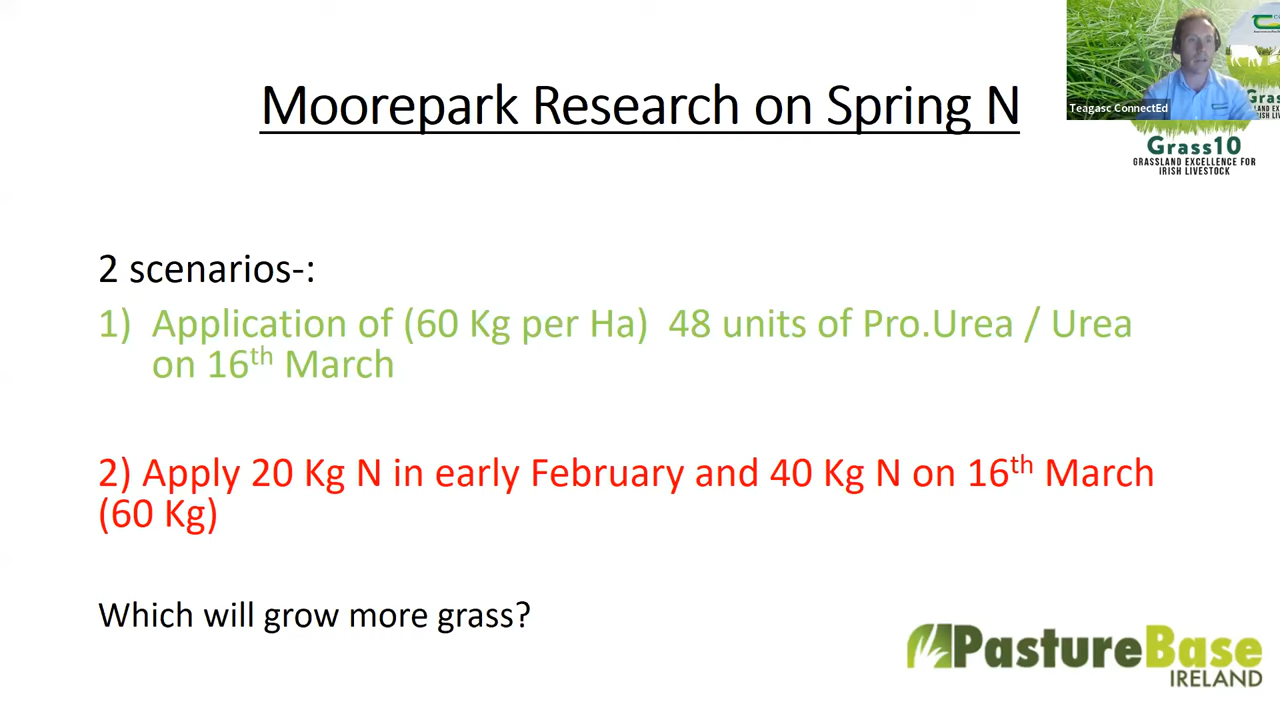 Moorepark Research on Spring N
Teagasc ConnectEd
Grass10
GRASSLAND EXCELLENCE FOR
IRISH LIVESTOCK
2 scenarios-:
1) Application of (60 Kg per Ha) 48 units of Pro.Urea / Urea
on 16th March
2) Apply 20 Kg N in early February and 40 Kg N on 16th March
(60 Kg)
Which will grow more grass?
PastureBase
IRELAND